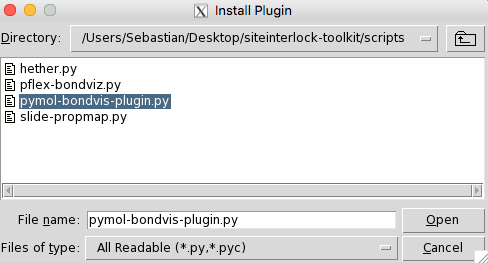 Install Plugin
Directory: /Users/Sebastian/Desktop/siteinterlock-toolkit/scripts
hether.py
pflex-bondviz.py
pymol-bondvis-plugin.py
slide-propmap.py
File name: pymol-bondvis-plugin.py Open
Files of type: All Readable (*.py,*.pyc) Cancel